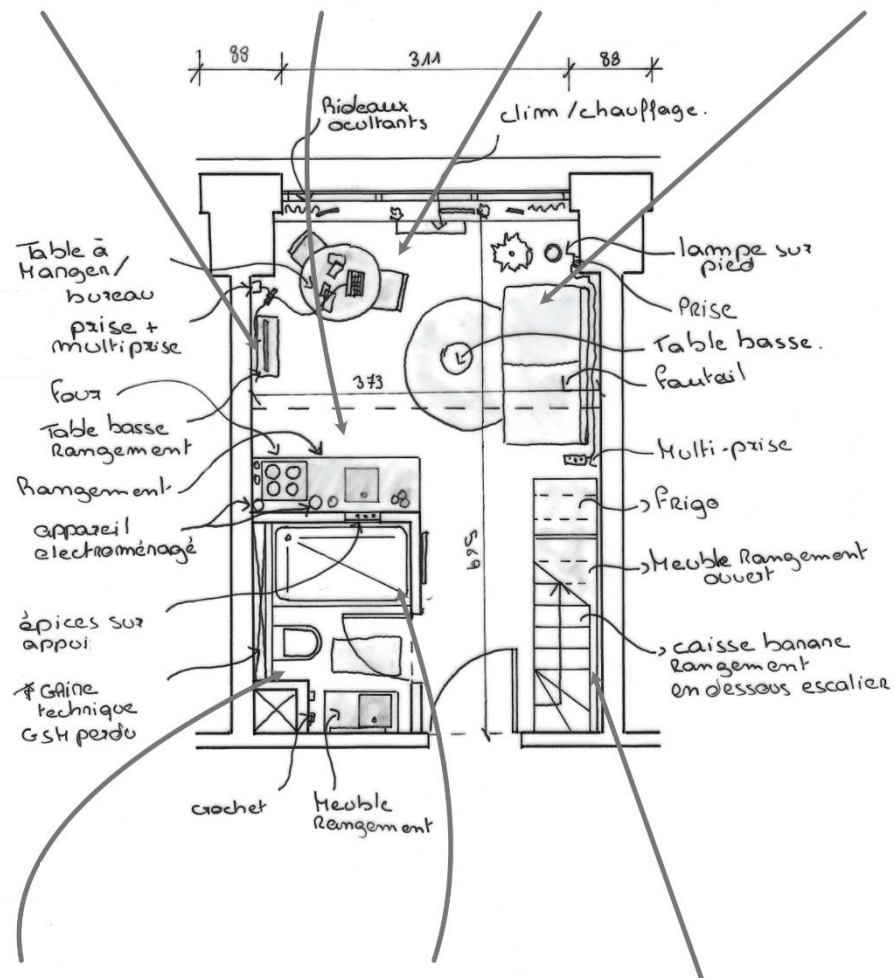 88
311
88
Rideaux
ocultants
clim / chauffage.
Table à
Manger/
bureau
prise +
multiprise
four
Table basse
Rangement
Rangement
appareil
electroménagé
épices sur
appui
* Gaine
technique
GSM perdu
crochet
Meuble
Rangement
373
569
lampe sur
pied
Prise
Table basse.
fauteuil
Multi-prise
Frigo
Meuble Rangement
ouvert
caisse banane
Rangement
en dessous escalier